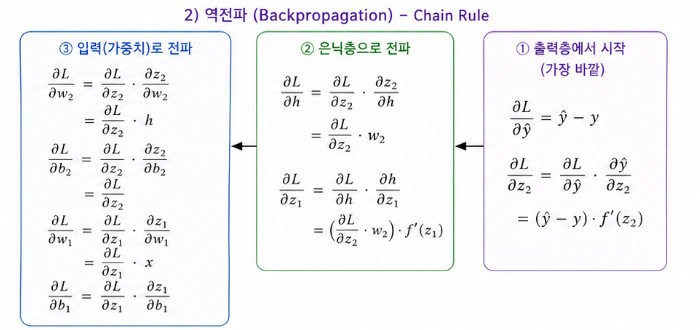 2) 역전파 (Backpropagation) – Chain Rule
③ 입력(가중치)로 전파
∂L/∂w₂ = ∂L/∂z₂ · ∂z₂/∂w₂
= ∂L/∂z₂ · h
∂L/∂b₂ = ∂L/∂z₂ · ∂z₂/∂b₂
= ∂L/∂z₂
∂L/∂w₁ = ∂L/∂z₁ · ∂z₁/∂w₁
= ∂L/∂z₁ · x
∂L/∂b₁ = ∂L/∂z₁ · ∂z₁/∂b₁
② 은닉층으로 전파
∂L/∂h = ∂L/∂z₂ · ∂z₂/∂h
= ∂L/∂z₂ · w₂
∂L/∂z₁ = ∂L/∂h · ∂h/∂z₁
= (∂L/∂z₂ · w₂) · f′(z₁)
① 출력층에서 시작
(가장 바깥)
∂L/∂ŷ = ŷ − y
∂L/∂z₂ = ∂L/∂ŷ · ∂ŷ/∂z₂
= (ŷ − y) · f′(z₂)